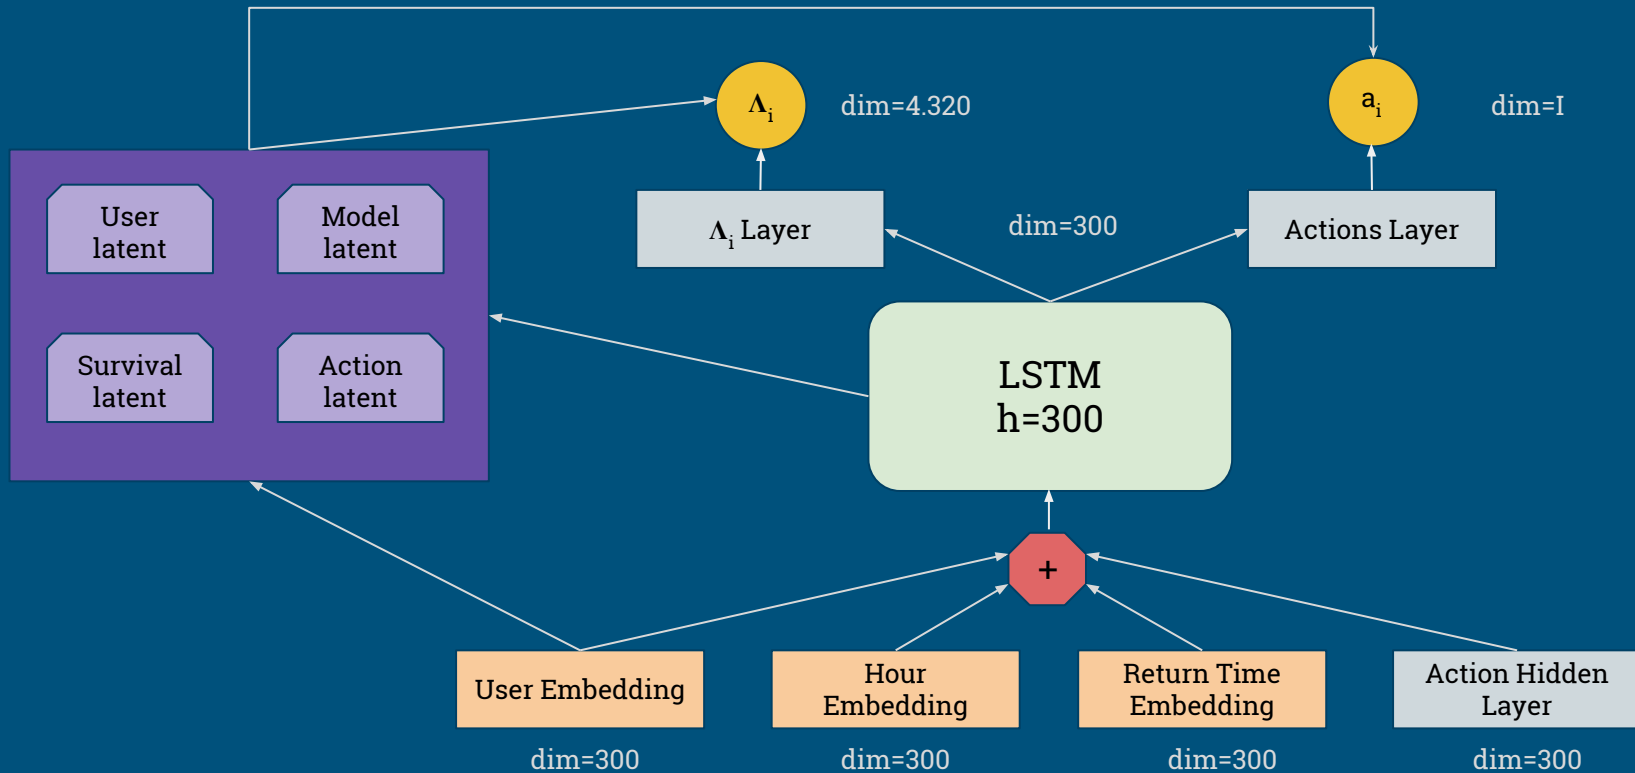 Λi
dim=4.320
ai
dim=I
User
latent
Model
latent
Λi Layer
dim=300
Actions Layer
Survival
latent
Action
latent
LSTM
h=300
+
User Embedding
Hour
Embedding
Return Time
Embedding
Action Hidden
Layer
dim=300
dim=300
dim=300
dim=300